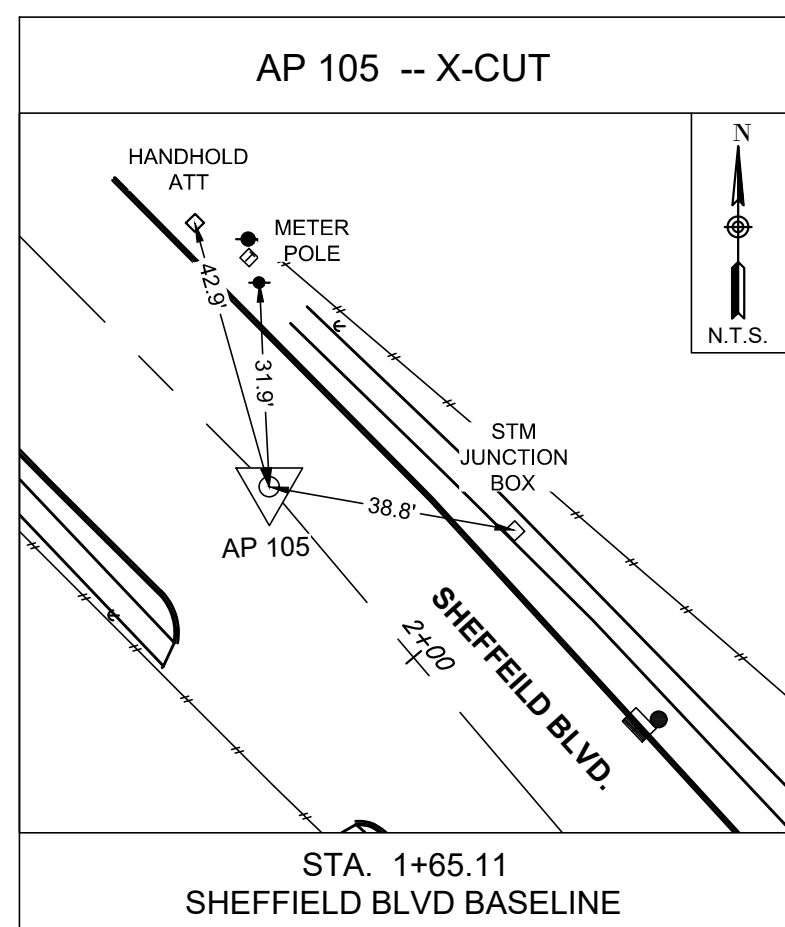 AP 105 -- X-CUT
N
N.T.S.
HANDHOLD
ATT
METER
POLE
42.9'
31.9'
STM
JUNCTION
BOX
38.8'
AP 105
2+00
SHEFFEILD BLVD.
STA. 1+65.11
SHEFFIELD BLVD BASELINE